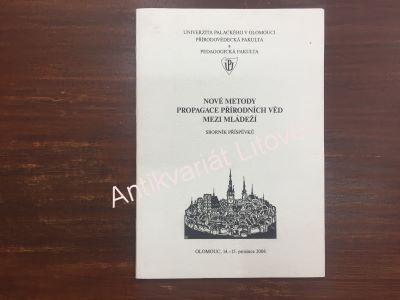 UNIVERZITA PALACKÉHO V OLOMOUCI
PŘÍRODOVĚDECKÁ FAKULTA
a
PEDAGOGICKÁ FAKULTA
NOVÉ METODY
PROPAGACE PŘÍRODNÍCH VĚD
MEZI MLÁDEŽÍ
SBORNÍK PŘÍSPĚVKŮ
Antikvariát Litovel
OLOMOUC, 14.-15. prosince 2006